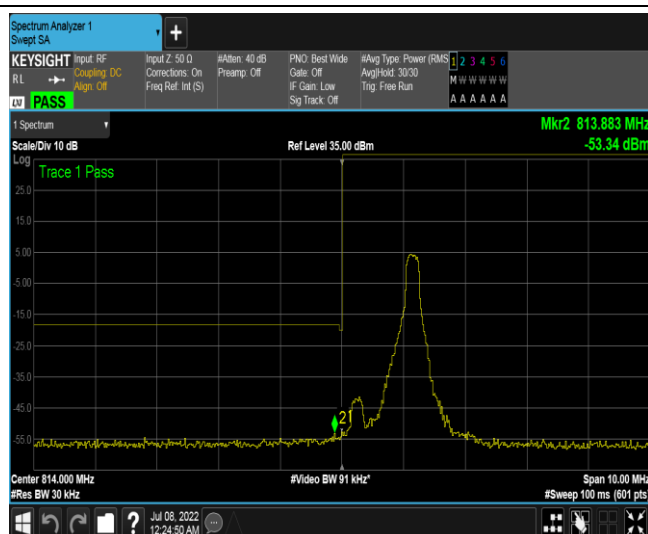 Spectrum Analyzer 1
Swept SA
KEYSIGHT Input: RF Input Z: 50 Ω #Atten: 40 dB PNO: Best Wide #Avg Type: Power (RMS 1 2 3 4 5 6
RL Coupling: DC Corrections: On Preamp: Off Gate: Off Avg|Hold: 30/30 M W W W W W
Align: Off Freq Ref: Int (S) IF Gain: Low Trig: Free Run
LXI PASS Sig Track: Off A A A A A A
1 Spectrum Mkr2 813.883 MHz
Scale/Div 10 dB Ref Level 35.00 dBm -53.34 dBm
Log
Trace 1 Pass
25.0
15.0
5.00
-5.00
-15.0
-25.0
-35.0
-45.0
21
-55.0
Center 814.000 MHz #Video BW 91 kHz* Span 10.00 MHz
#Res BW 30 kHz #Sweep 100 ms (601 pts)
? Jul 08, 2022
12:24:50 AM